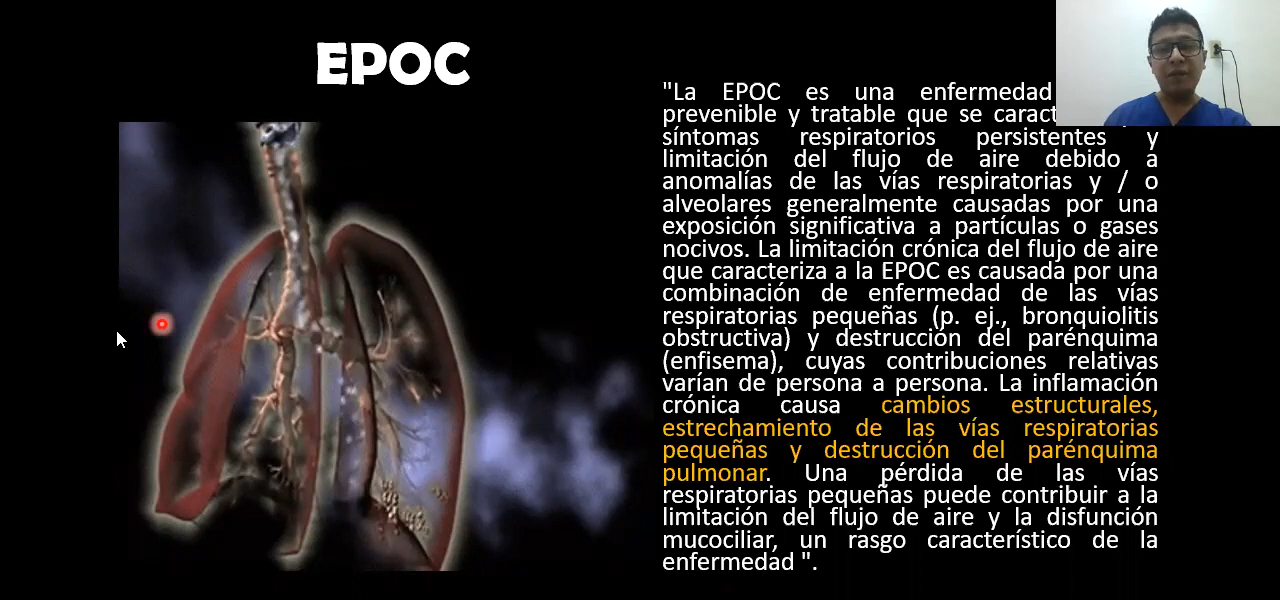 EPOC
"La EPOC es una enfermedad
prevenible y tratable que se caract
síntomas respiratorios persistentes y
limitación del flujo de aire debido a
anomalías de las vías respiratorias y / o
alveolares generalmente causadas por una
exposición significativa a partículas o gases
nocivos. La limitación crónica del flujo de aire
que caracteriza a la EPOC es causada por una
combinación de enfermedad de las vías
respiratorias pequeñas (p. ej., bronquiolitis
obstructiva) y destrucción del parénquima
(enfisema), cuyas contribuciones relativas
varían de persona a persona. La inflamación
crónica causa cambios estructurales,
estrechamiento de las vías respiratorias
pequeñas y destrucción del parénquima
pulmonar. Una pérdida de las vías
respiratorias pequeñas puede contribuir a la
limitación del flujo de aire y la disfunción
mucociliar, un rasgo característico de la
enfermedad ".